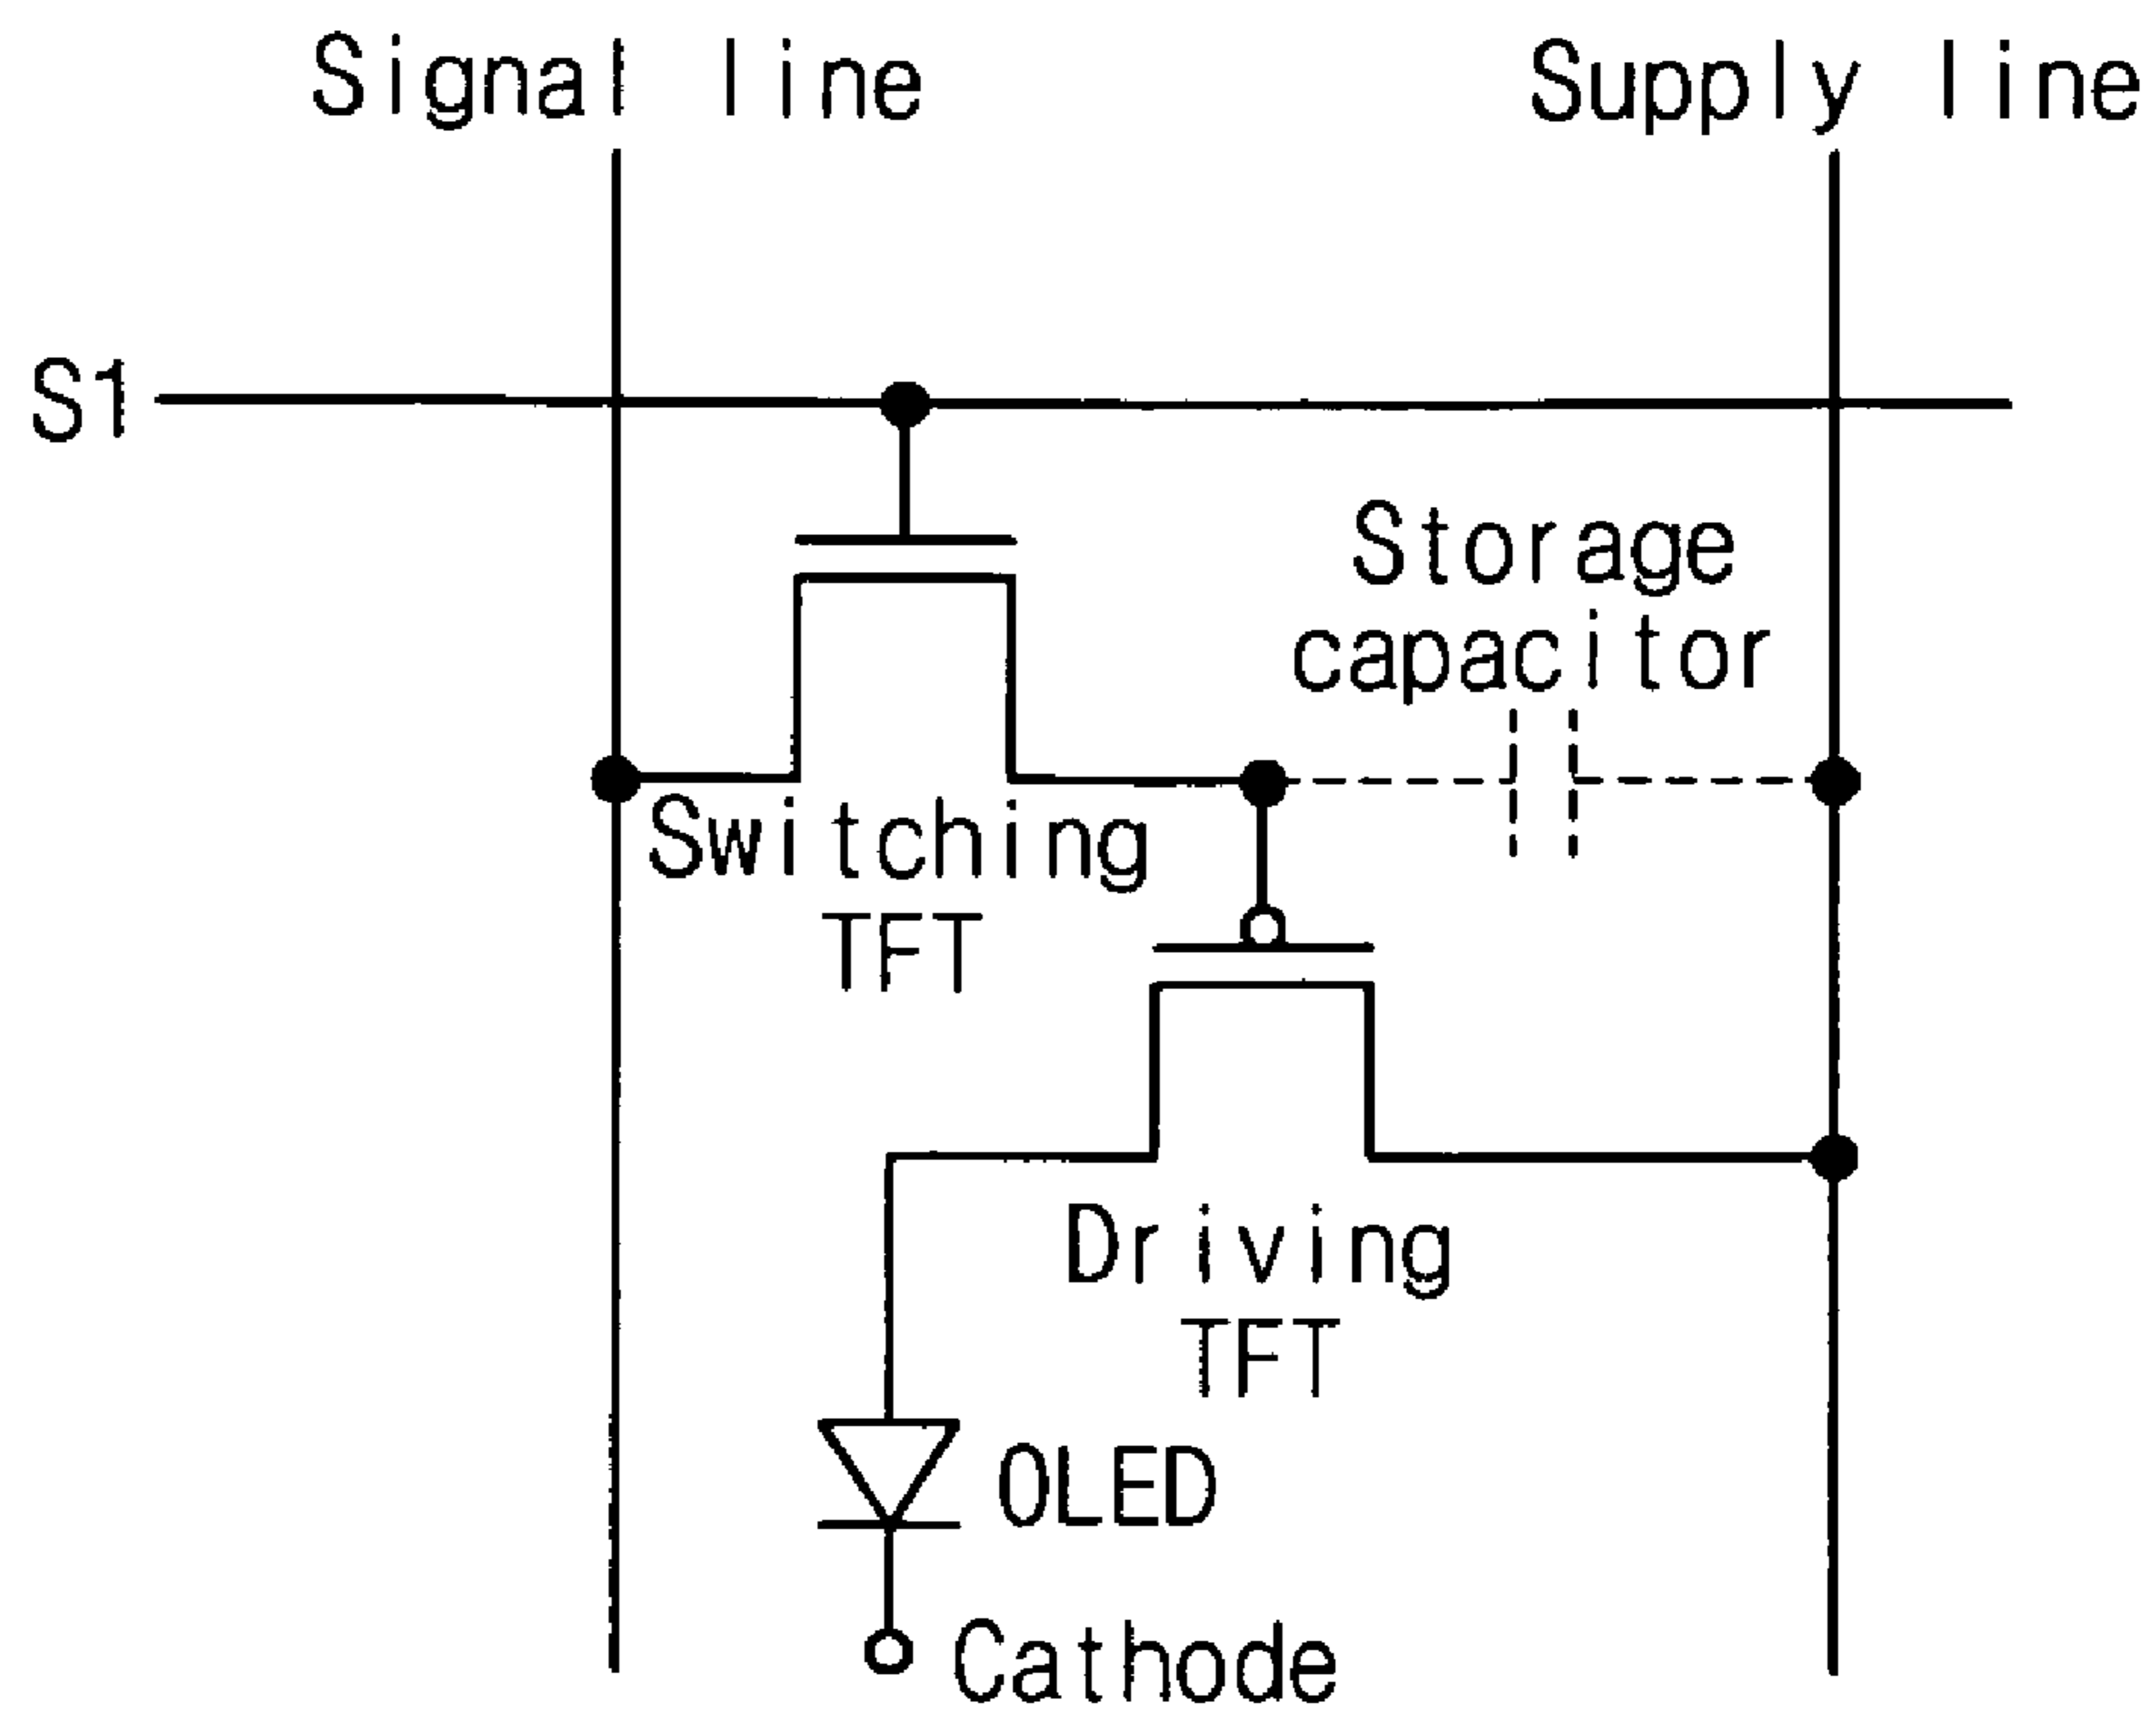 Signal line
Supply line
S1
Storage
capacitor
Switching
TFT
Driving
TFT
OLED
Cathode